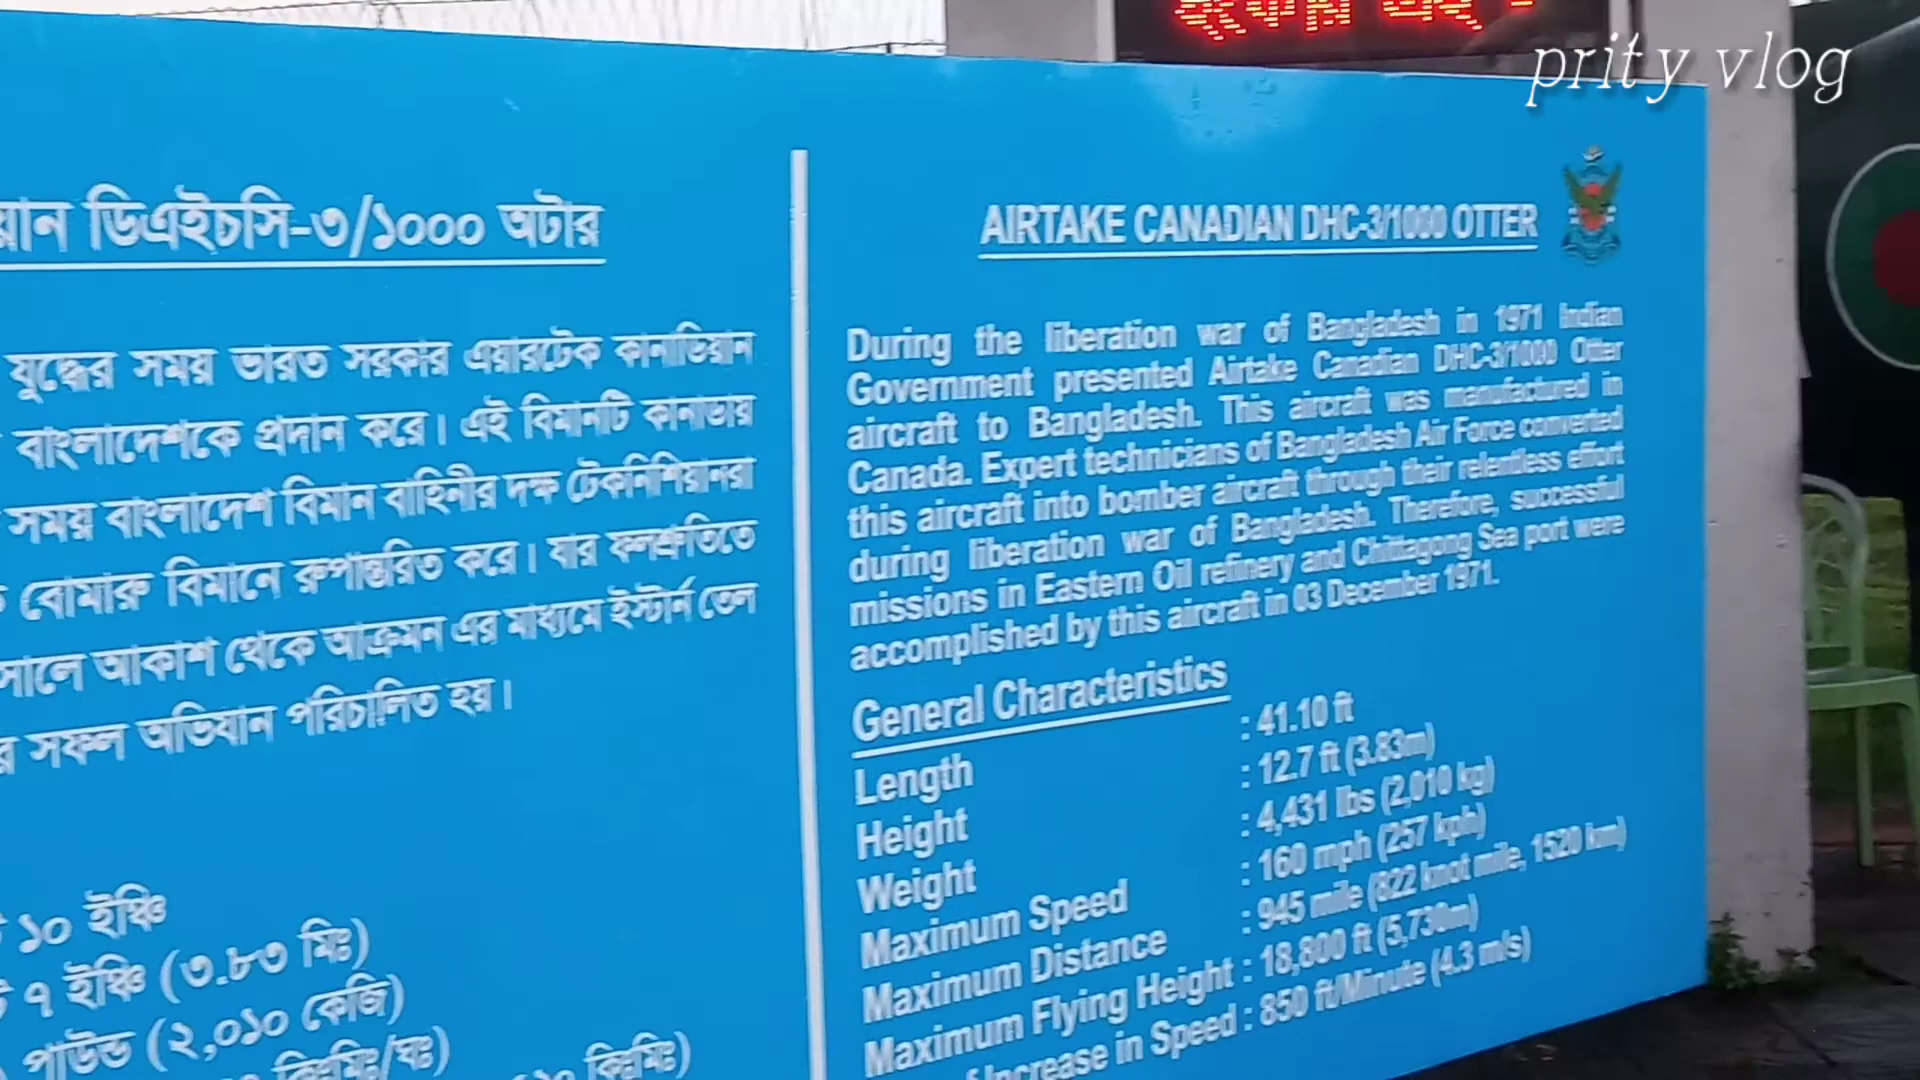 prity vlog
য়ান ডিএইচসি-৩/১০০০ অটার
যুদ্ধের সময় ভারত সরকার এয়ারটেক কানাডিয়ান
বাংলাদেশকে প্রদান করে। এই বিমানটি কানাডায়
সময় বাংলাদেশ বিমান বাহিনীর দক্ষ টেকনিশিয়ানরা
বোমারু বিমানে রুপান্তরিত করে। যার ফলশ্রুতিতে
সালে আকাশ থেকে আক্রমন এর মাধ্যমে ইস্টার্ন তেল
সফল অভিযান পরিচালিত হয়।
১০ ইঞ্চি
৭ ইঞ্চি (৩.৮৩ মিঃ)
পাউন্ড (২,০১০ কেজি)
কিঃমিঃ/ঘঃ)
কিঃমিঃ)
AIRTAKE CANADIAN DHC-3/1000 OTTER
During the liberation war of Bangladesh in 1971 Indian
Government presented Airtake Canadian DHC-3/1000 Otter
aircraft to Bangladesh. This aircraft was manufactured in
Canada. Expert technicians of Bangladesh Air Force converted
this aircraft into bomber aircraft through their relentless effort
during liberation war of Bangladesh. Therefore, successful
missions in Eastern Oil refinery and Chittagong Sea port were
accomplished by this aircraft in 03 December 1971.
General Characteristics
Length : 41.10 ft
Height : 12.7 ft (3.83m)
Weight : 4,431 lbs (2,010 kg)
Maximum Speed : 160 mph (257 kph)
Maximum Distance : 945 mile (822 knot mile, 1520 km)
Maximum Flying Height : 18,800 ft (5,730m)
of Increase in Speed : 850 ft/Minute (4.3 m/s)